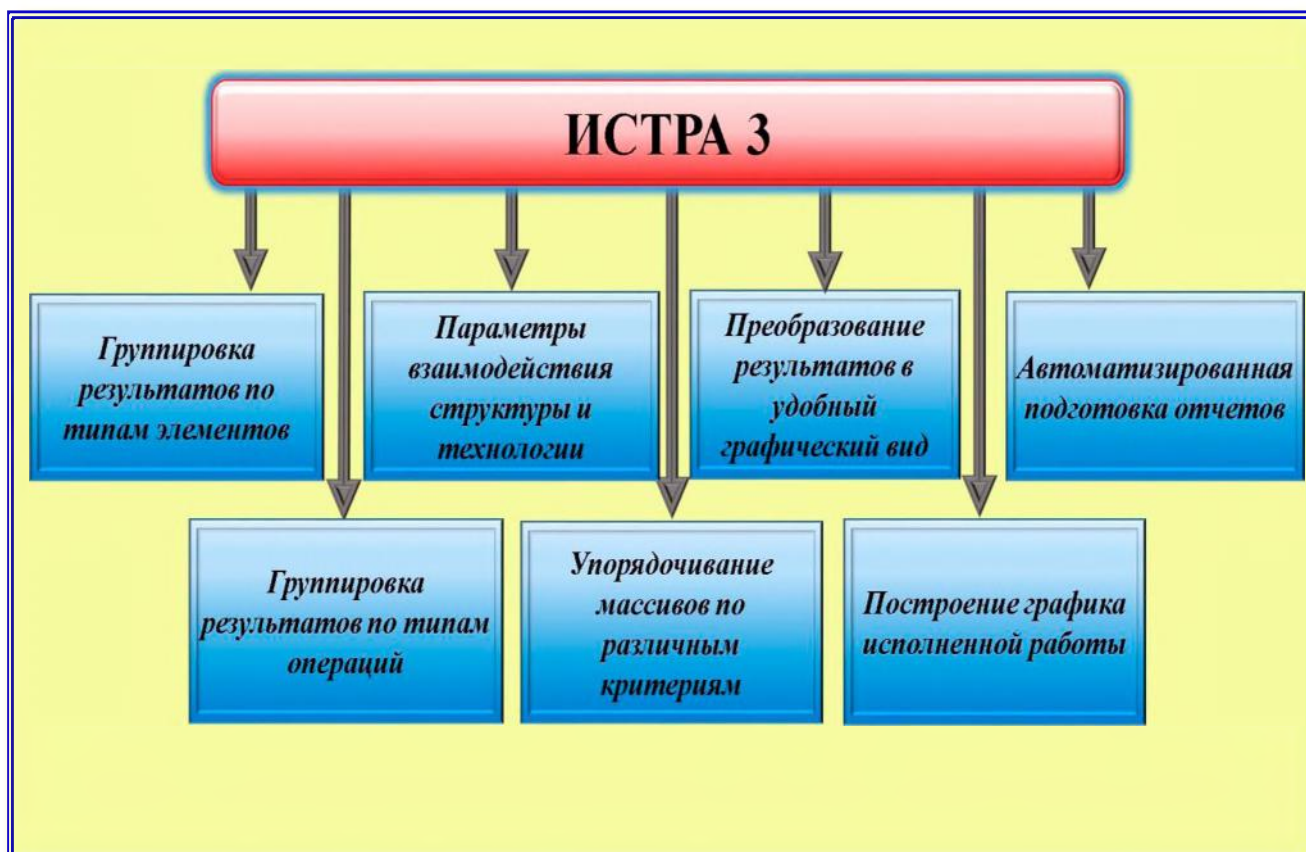 ИСТРА 3
Группировка
результатов по
типам элементов
Параметры
взаимодействия
структуры и
технологии
Преобразование
результатов в
удобный
графический вид
Автоматизированная
подготовка отчетов
Группировка
результатов по типам
операций
Упорядочивание
массивов по
различным
критериям
Построение графика
исполненной работы